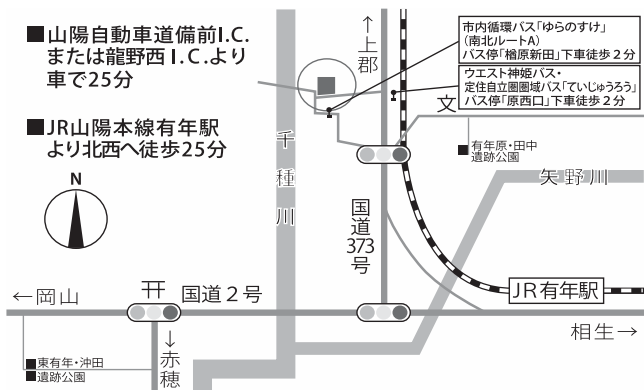 ■山陽自動車道備前I.C.
または龍野西I.C.より
車で25分
■JR山陽本線有年駅
より北西へ徒歩25分
N
↑上郡
市内循環バス「ゆらのすけ」
(南北ルートA)
バス停「楢原新田」下車徒歩2分
ウエスト神姫バス・
定住自立圏圏域バス「ていじゅうろう」
バス停「原西口」下車徒歩2分
文
■有年原・田中
遺跡公園
千種川
矢野川
国道373号
JR有年駅
←岡山
国道2号
相生→
↓赤穂
■東有年・沖田
■遺跡公園